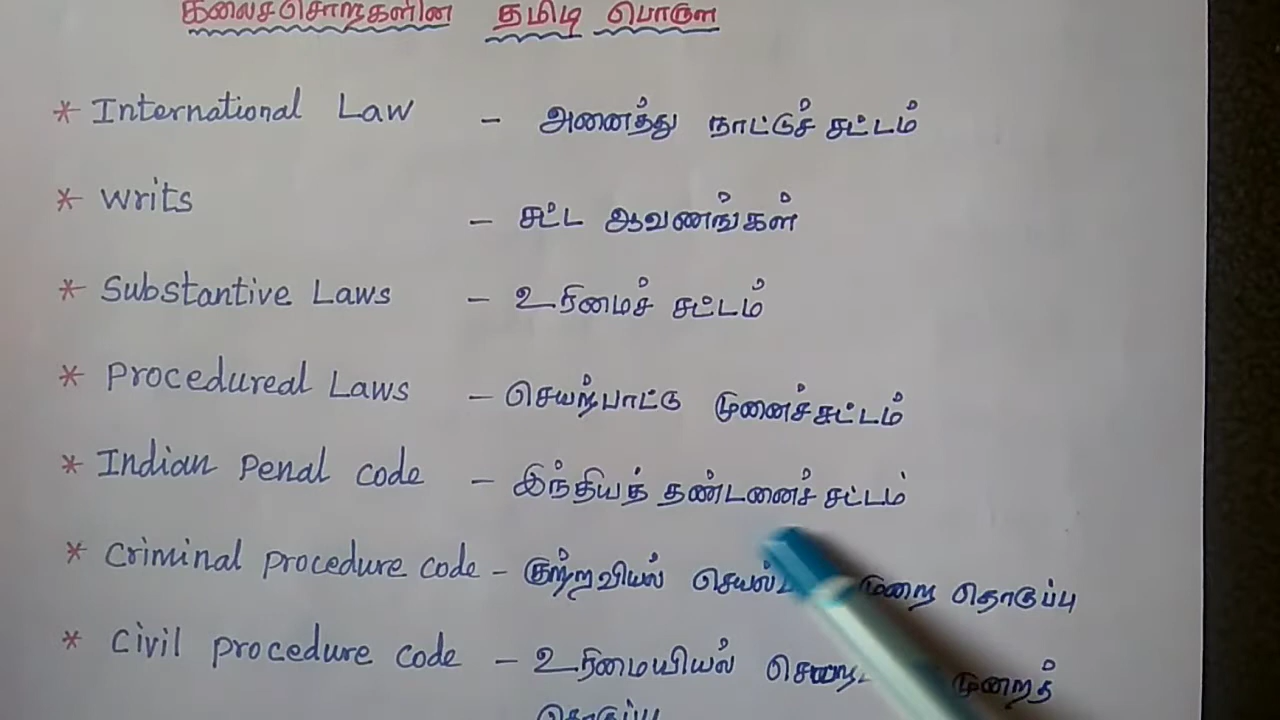 கலைச்சொற்களின் தமிழ் பொருள்
* International Law - அனைத்து நாட்டுச் சட்டம்
* Writs - சட்ட ஆவணங்கள்
* Substantive Laws - உரிமைச் சட்டம்
* Procedureal Laws - செயற்பாட்டு முனைச்சட்டம்
* Indian Penal Code - இந்தியத் தண்டனைச் சட்டம்
* Criminal procedure code - குற்றவியல் முறை தொகுப்பு
* Civil procedure code - உரிமையியல் முறைத்